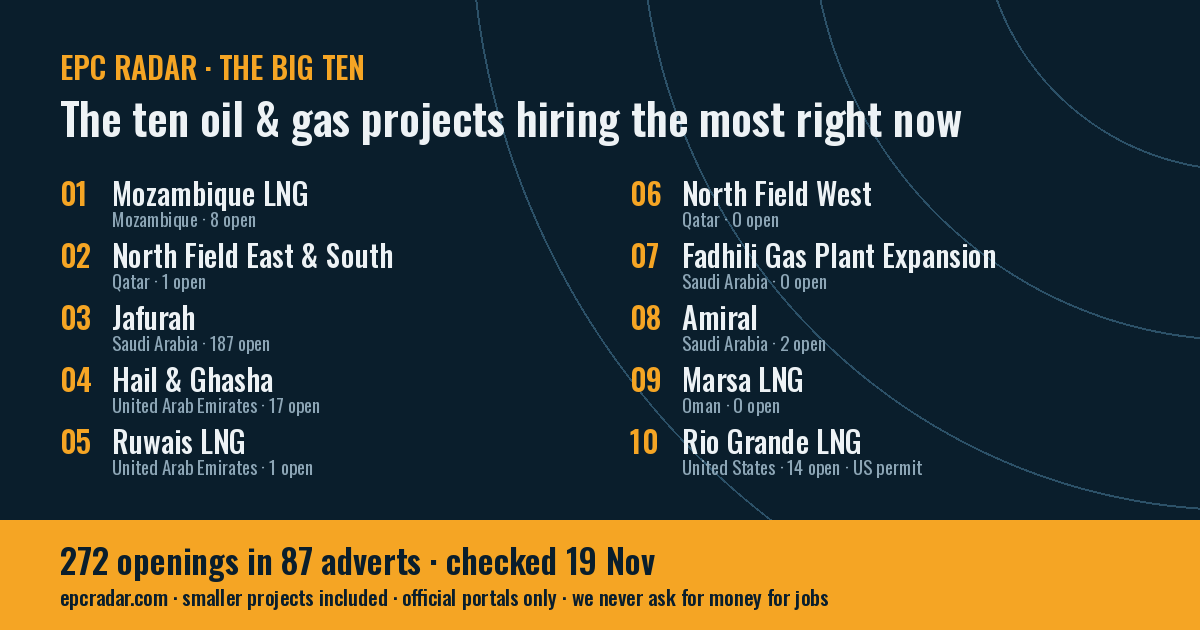 EPC RADAR · THE BIG TEN
The ten oil & gas projects hiring the most right now
01 Mozambique LNG
Mozambique · 8 open
02 North Field East & South
Qatar · 1 open
03 Jafurah
Saudi Arabia · 187 open
04 Hail & Ghasha
United Arab Emirates · 17 open
05 Ruwais LNG
United Arab Emirates · 1 open
06 North Field West
Qatar · 0 open
07 Fadhili Gas Plant Expansion
Saudi Arabia · 0 open
08 Amiral
Saudi Arabia · 2 open
09 Marsa LNG
Oman · 0 open
10 Rio Grande LNG
United States · 14 open · US permit
272 openings in 87 adverts · checked 19 Nov
epcradar.com · smaller projects included · official portals only · we never ask for money for jobs